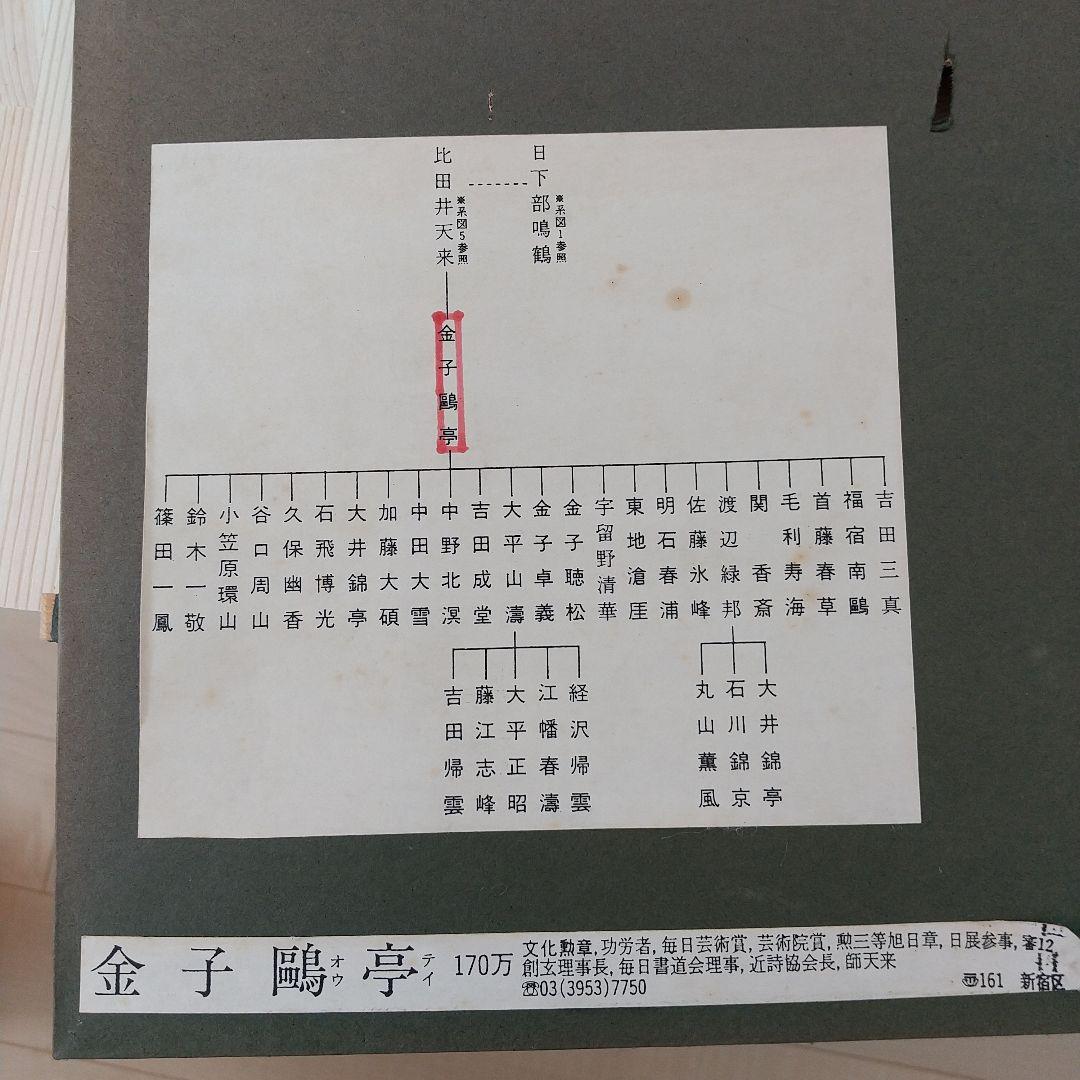 日下部鳴鶴
※系図1参照
比田井天来
※系図5参照
金子鷗亭
吉田三真
福宿南鷗
首藤春草
毛利寿海
関香斎
渡辺緑邦
佐藤氷峰
明石春浦
東地滄厓
宇留野清華
金子聴松
金子卓義
大平山濤
吉田成堂
中野北溟
中田大雪
加藤大碩
大井錦亭
石飛博光
久保幽香
谷口周山
小笠原環山
鈴木一敬
篠田一鳳
大井錦亭
石川錦京
丸山薫風
経沢帰雲
江幡春濤
大平正昭
藤江志峰
吉田帰雲
金子鷗亭 オウ テイ 170万
文化勲章,功労者,毎日芸術賞,芸術院賞,勲三等旭日章,日展参事,審12
創玄理事長,毎日書道会理事,近詩協会長,師天来
☎03(3953)7750 〠161 新宿区